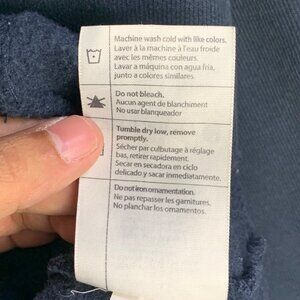 Machine wash cold with like colors.
Laver à la machine à l'eau froide
avec les mêmes couleurs.
Lavar a máquina con agua fria,
junto a colores similares.
Do not bleach.
Aucun agent de blanchiment
No usar blanqueador
Tumble dry low, remove
promptly.
Sécher par culbutage à réglage
bas, retirer rapidement.
Secar en secadora en ciclo
delicado y sacar inmediatamente.
Do not iron ornamentation.
Ne pas repasser les garnitures.
No planchar los ornamentos.